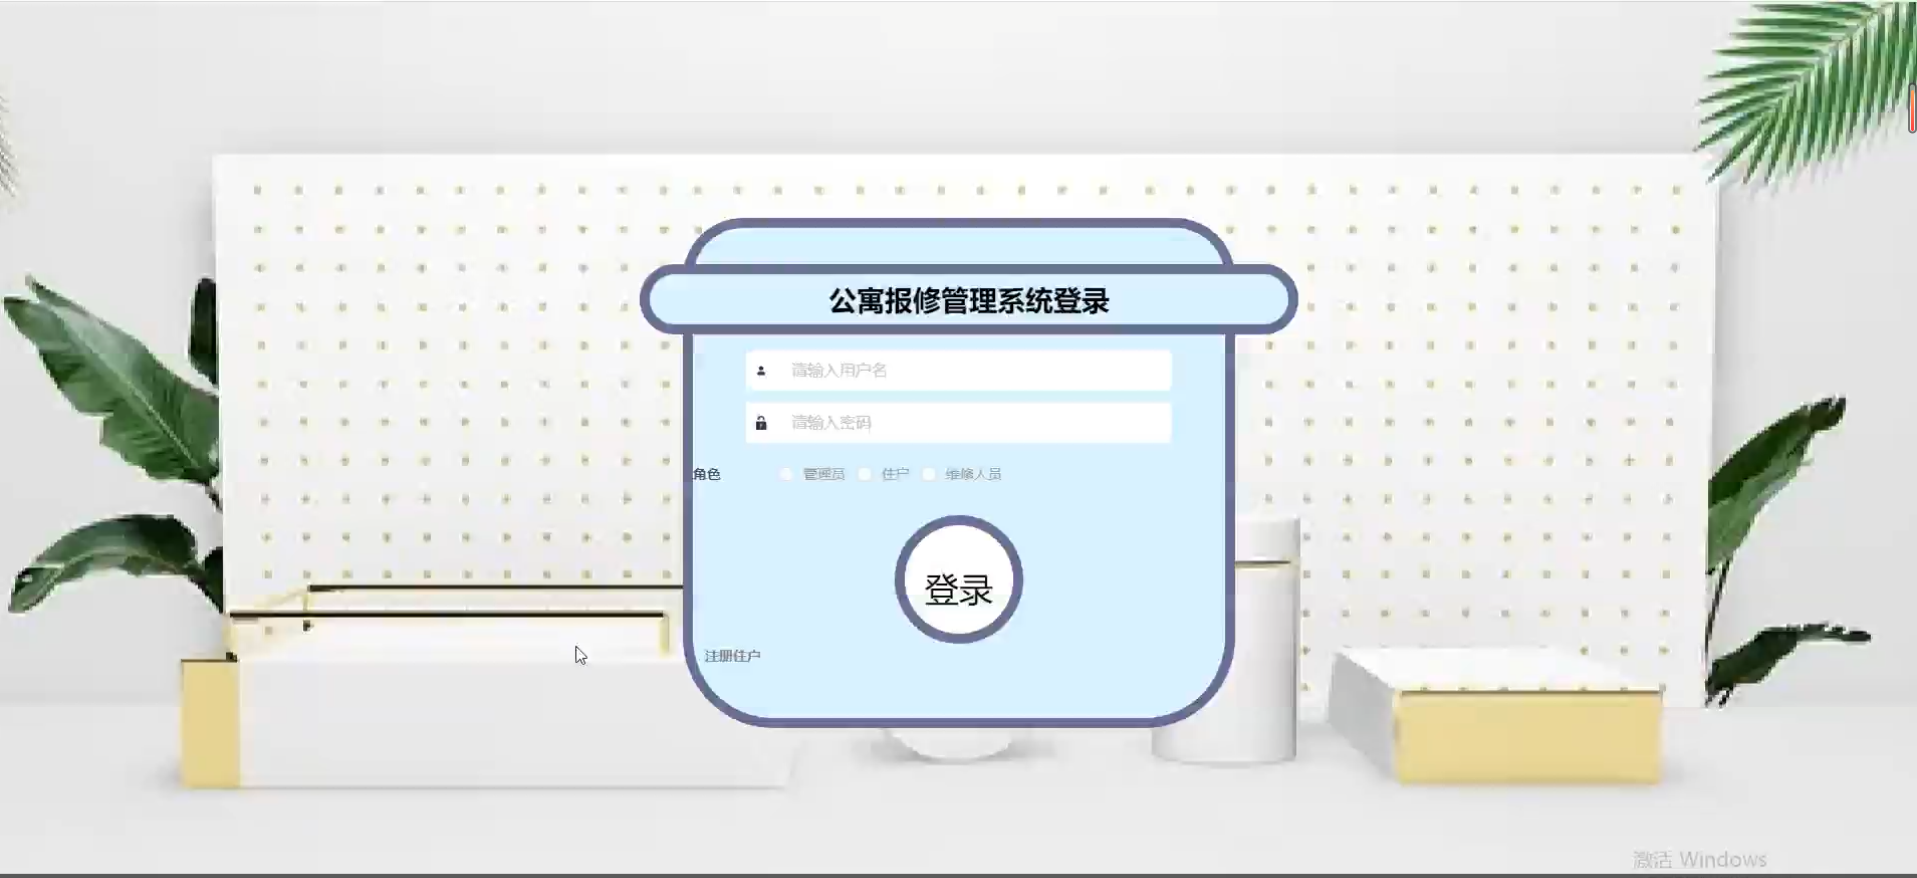 公寓报修管理系统登录
请输入用户名
请输入密码
角色 管理员 住户 维修人员
登录
注册住户
激活 Windows